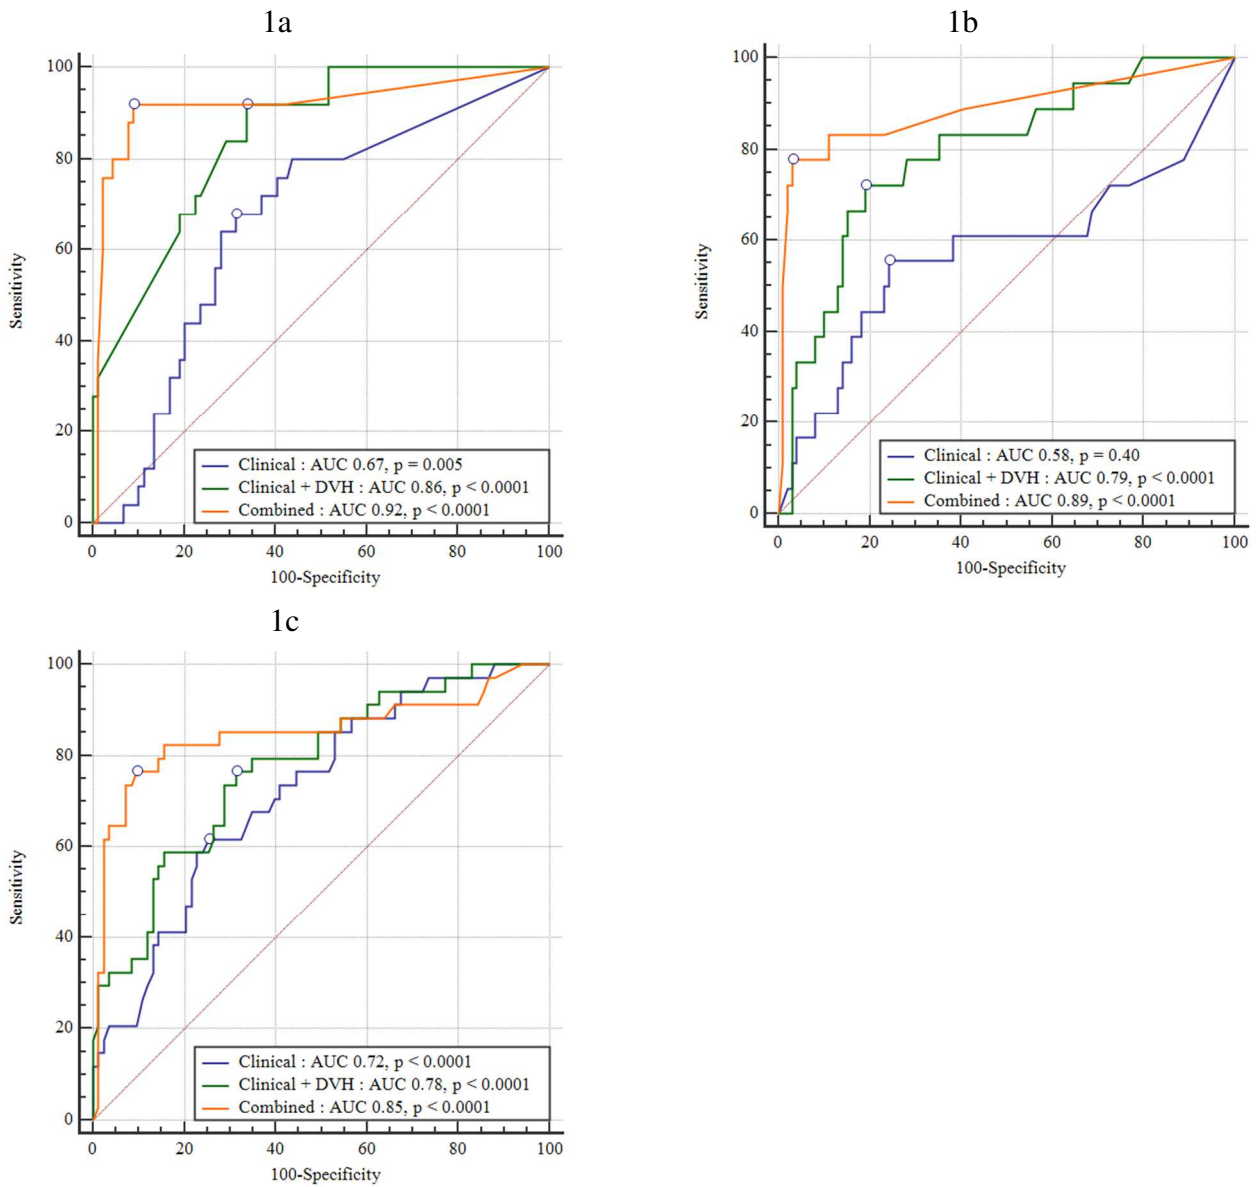 1a
100
80
60
40
20
0
Sensitivity
Clinical : AUC 0.67, p = 0.005
Clinical + DVH : AUC 0.86, p < 0.0001
Combined : AUC 0.92, p < 0.0001
0 20 40 60 80 100
100-Specificity
1b
100
80
60
40
20
0
Sensitivity
Clinical : AUC 0.58, p = 0.40
Clinical + DVH : AUC 0.79, p < 0.0001
Combined : AUC 0.89, p < 0.0001
0 20 40 60 80 100
100-Specificity
1c
100
80
60
40
20
0
Sensitivity
Clinical : AUC 0.72, p < 0.0001
Clinical + DVH : AUC 0.78, p < 0.0001
Combined : AUC 0.85, p < 0.0001
0 20 40 60 80 100
100-Specificity